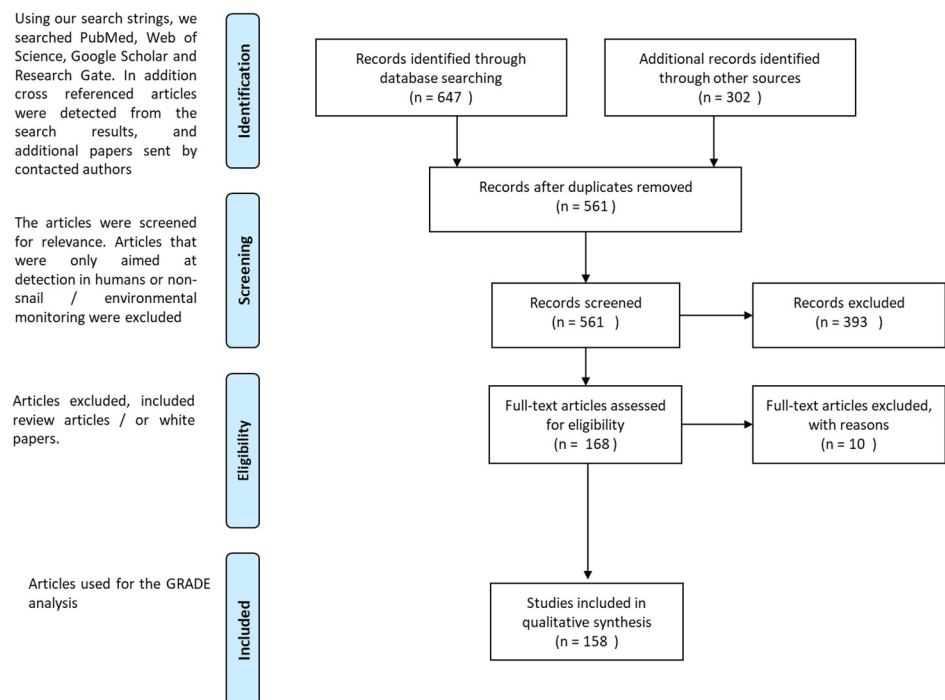 Using our search strings, we
searched PubMed, Web of
Science, Google Scholar and
Research Gate. In addition
cross referenced articles
were detected from the
search results, and
additional papers sent by
contacted authors
Identification
Records identified through
database searching
(n = 647 )
Additional records identified
through other sources
(n = 302 )
Records after duplicates removed
(n = 561 )
The articles were screened
for relevance. Articles that
were only aimed at
detection in humans or non-
snail / environmental
monitoring were excluded
Screening
Records screened
(n = 561 )
Records excluded
(n = 393 )
Articles excluded, included
review articles / or white
papers.
Eligibility
Full-text articles assessed
for eligibility
(n = 168 )
Full-text articles excluded,
with reasons
(n = 10 )
Articles used for the GRADE
analysis
Included
Studies included in
qualitative synthesis
(n = 158 )